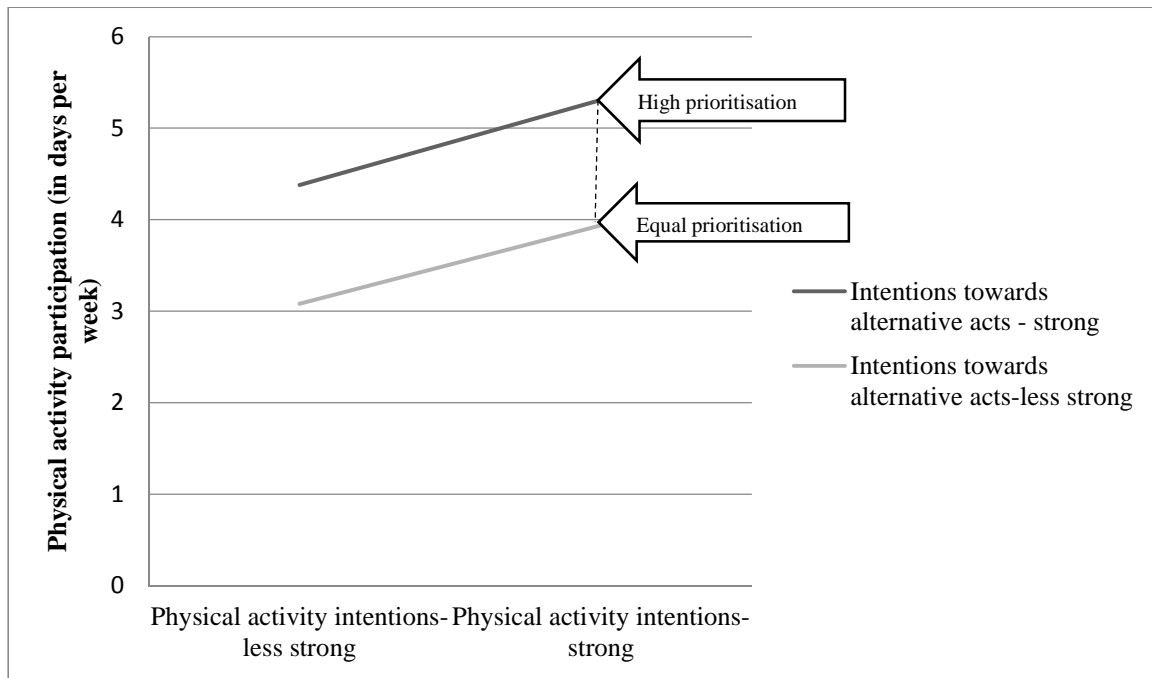 Physical activity participation (in days per
week)
6
5
4
3
2
1
0
High prioritisation
Equal prioritisation
Intentions towards
alternative acts - strong
Intentions towards
alternative acts-less strong
Physical activity intentions-
less strong
Physical activity intentions-
strong